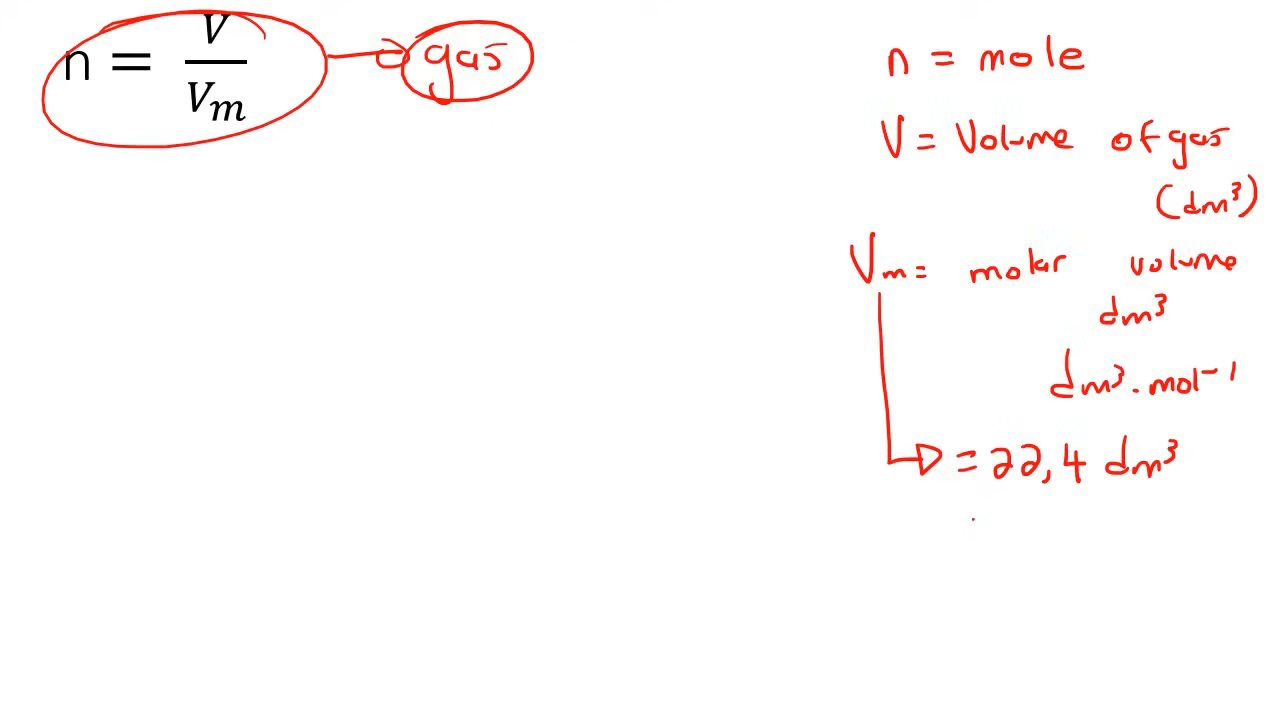 n = V/Vₘ → gas
n = mole
V = Volume of gas
(dm³)
Vₘ = molar volume
dm³
dm³.mol⁻¹
= 22,4 dm³